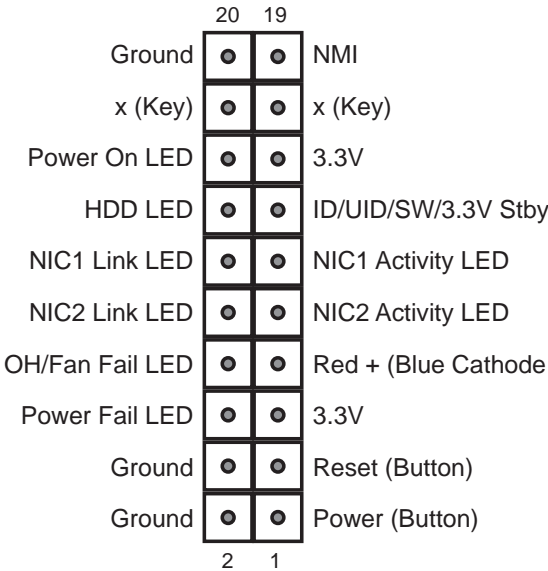 20 19
Ground NMI
x (Key) x (Key)
Power On LED 3.3V
HDD LED ID/UID/SW/3.3V Stby
NIC1 Link LED NIC1 Activity LED
NIC2 Link LED NIC2 Activity LED
OH/Fan Fail LED Red + (Blue Cathode
Power Fail LED 3.3V
Ground Reset (Button)
Ground Power (Button)
2 1